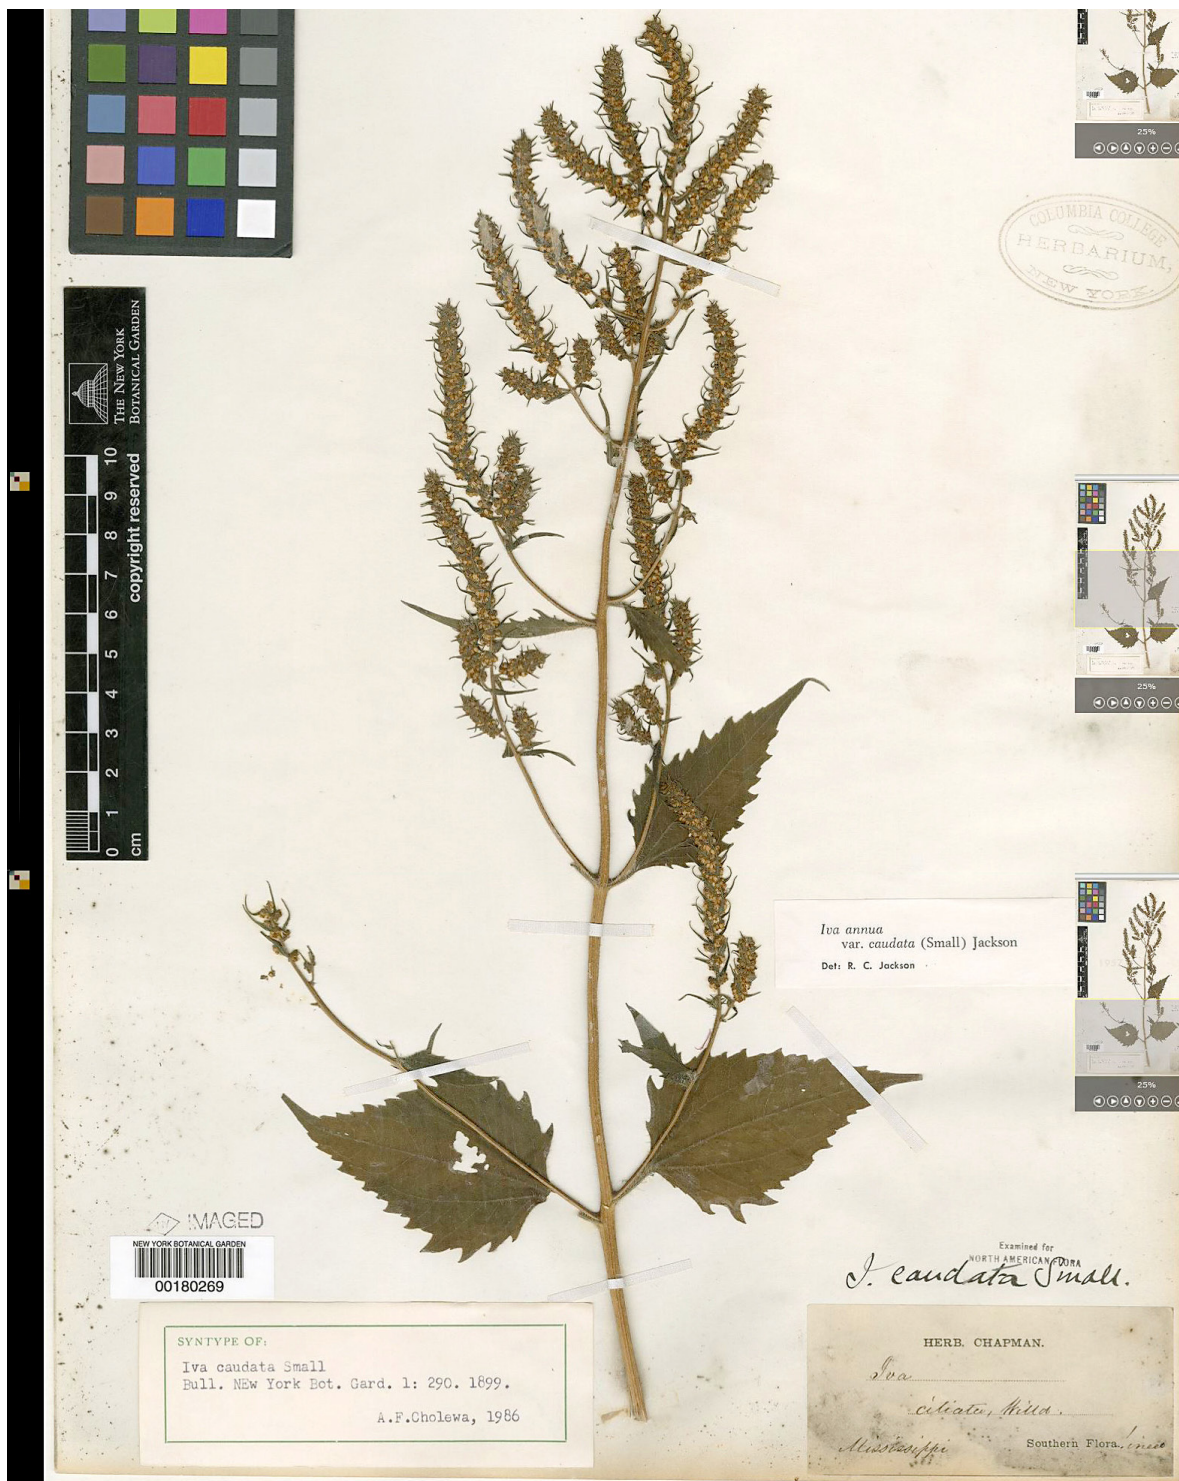 25%
COLUMBIA COLLEGE
HERBARIUM,
NEW YORK
THE NEW YORK
BOTANICAL GARDEN
copyright reserved
10
9
8
7
6
5
4
3
2
1
0
cm
25%
Iva annua
var. caudata (Small) Jackson
Det: R. C. Jackson
25%
IMAGED
NEW YORK BOTANICAL GARDEN
00180269
Examined for
NORTH AMERICAN FLORA
I. caudata Small.
SYNTYPE OF:
Iva caudata Small
Bull. NEw York Bot. Gard. 1: 290. 1899.
A.F.Cholewa, 1986
HERB. CHAPMAN.
Iva
ciliata, Willd.
Mississippi Southern Flora.